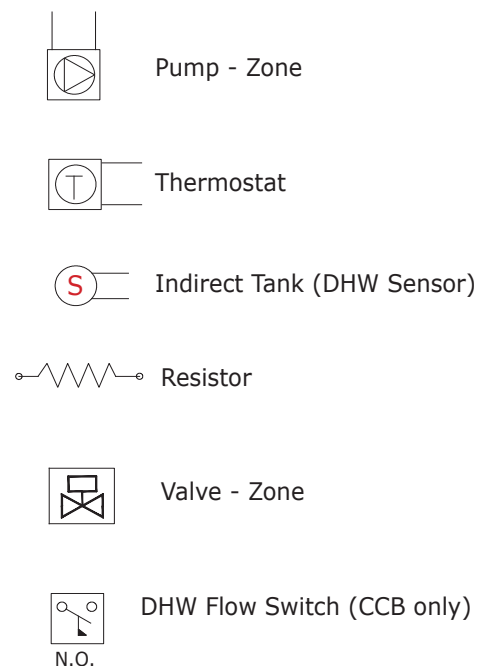 Pump - Zone
T
Thermostat
S
Indirect Tank (DHW Sensor)
Resistor
Valve - Zone
DHW Flow Switch (CCB only)
N.O.